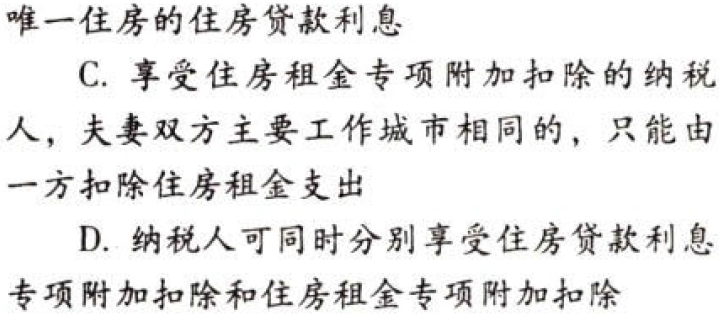 唯一住房的住房贷款利息
C. 享受住房租金专项附加扣除的纳税
人，夫妻双方主要工作城市相同的，只能由
一方扣除住房租金支出
D. 纳税人可同时分别享受住房贷款利息
专项附加扣除和住房租金专项附加扣除